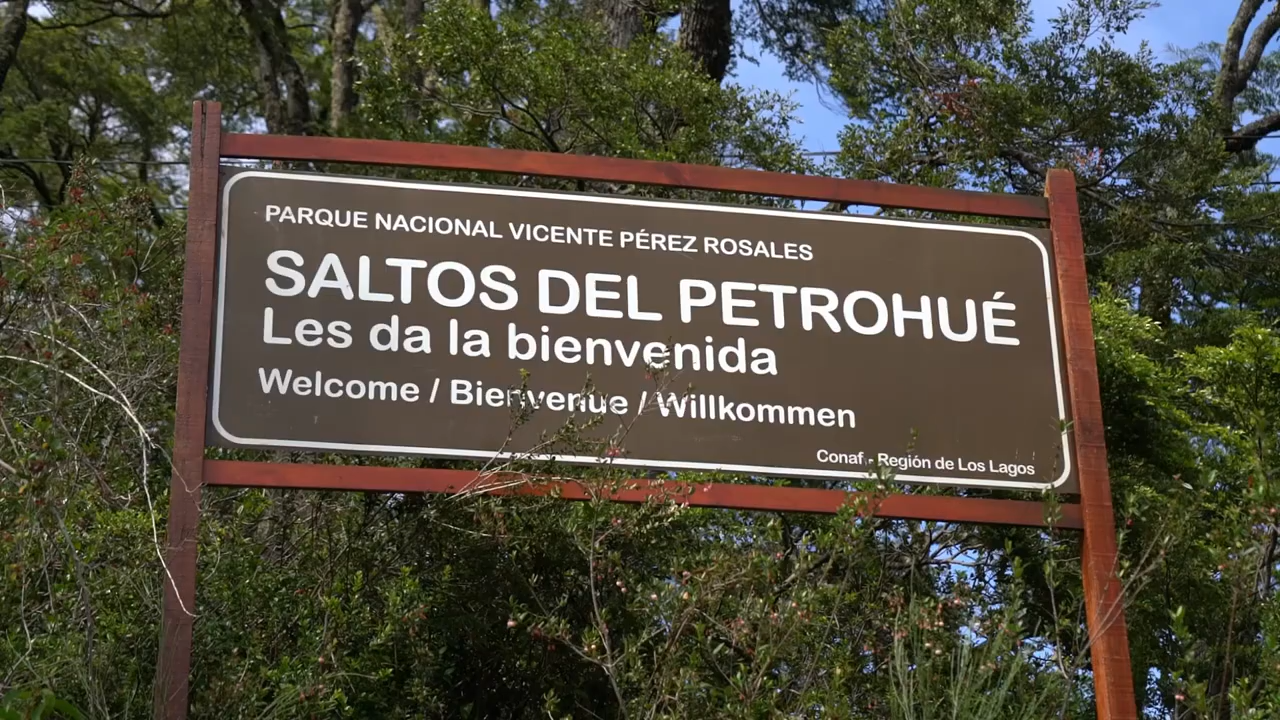 PARQUE NACIONAL VICENTE PÉREZ ROSALES
SALTOS DEL PETROHUÉ
Les da la bienvenida
Welcome / Bienvenue / Willkommen
Conaf - Región de Los Lagos